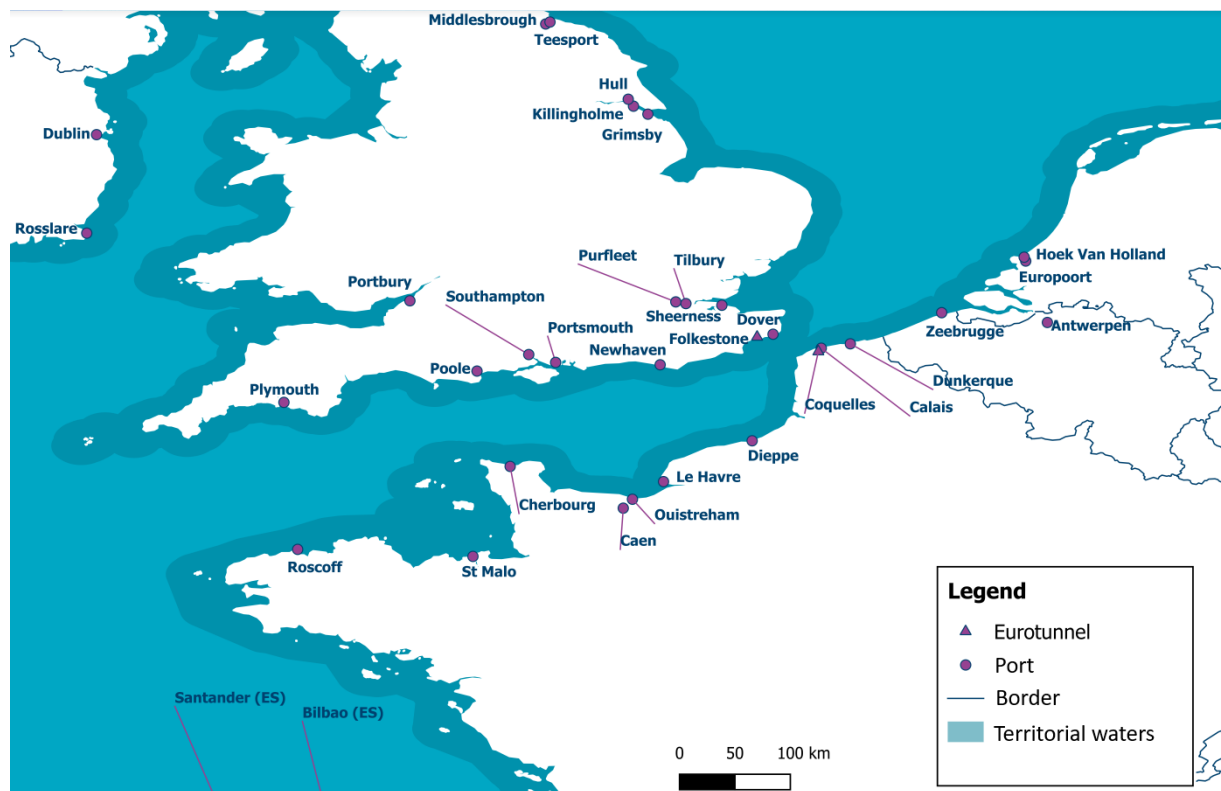 Middlesbrough
Teesport
Hull
Killingholme
Grimsby
Dublin
Rosslare
Purfleet
Tilbury
Hoek Van Holland
Europoort
Portbury
Southampton
Sheerness
Dover
Portsmouth
Folkestone
Newhaven
Zeebrugge
Antwerpen
Poole
Plymouth
Dunkerque
Coquelles
Calais
Dieppe
Le Havre
Cherbourg
Ouistreham
Caen
Roscoff
St Malo
Santander (ES)
Bilbao (ES)
0 50 100 km
Legend
Eurotunnel
Port
Border
Territorial waters